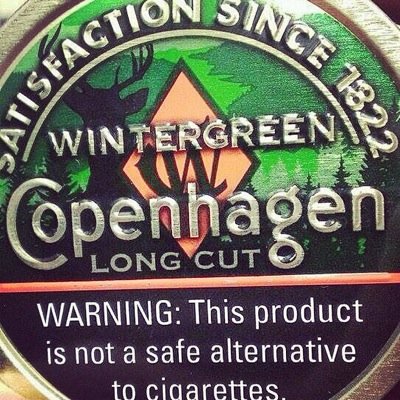 SATISFACTION SINCE 1822
WINTERGREEN
W
Copenhagen
LONG CUT
WARNING: This product
is not a safe alternative
to cigarettes.